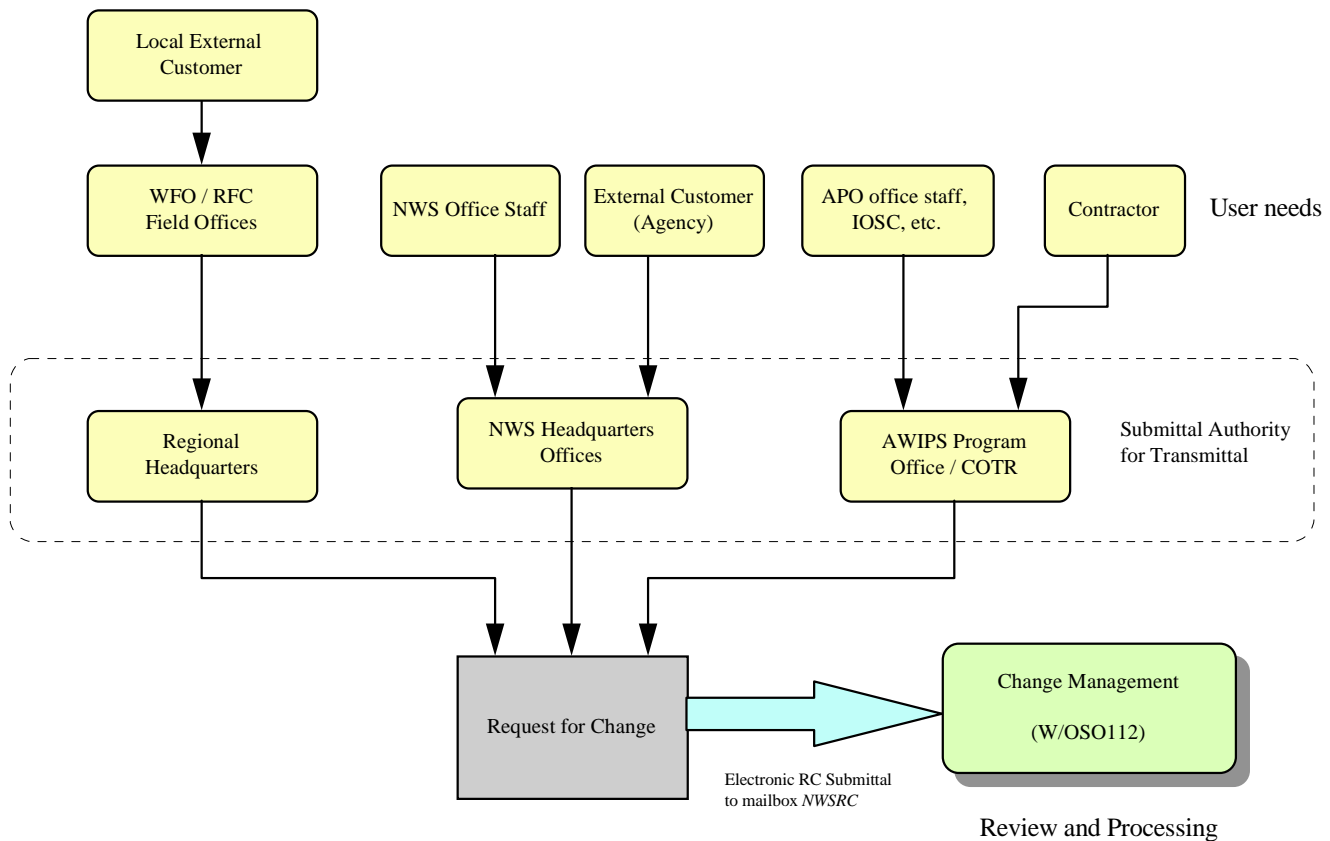 Local External
Customer
WFO / RFC
Field Offices
NWS Office Staff
External Customer
(Agency)
APO office staff,
IOSC, etc.
Contractor
User needs
Regional
Headquarters
NWS Headquarters
Offices
AWIPS Program
Office / COTR
Submittal Authority
for Transmittal
Request for Change
Electronic RC Submittal
to mailbox NWSRC
Change Management
(W/OSO112)
Review and Processing